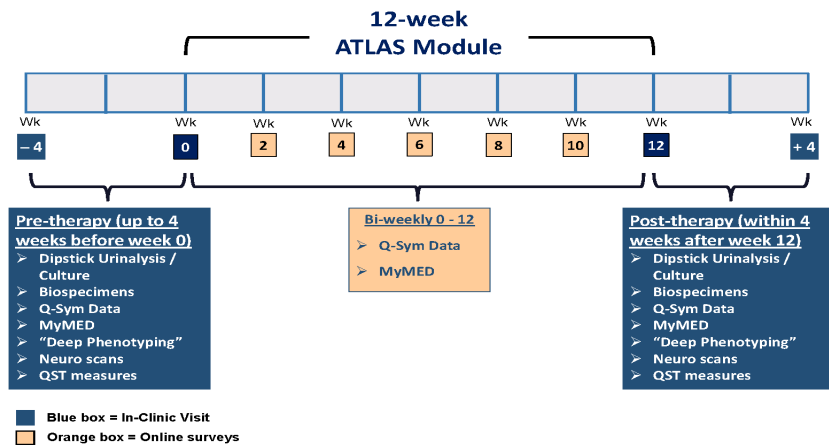 12-week
ATLAS Module
Wk Wk Wk Wk Wk Wk Wk Wk Wk
– 4 0 2 4 6 8 10 12 + 4
Pre-therapy (up to 4
weeks before week 0)
➢ Dipstick Urinalysis /
Culture
➢ Biospecimens
➢ Q-Sym Data
➢ MyMED
➢ “Deep Phenotyping”
➢ Neuro scans
➢ QST measures
Bi-weekly 0 - 12
➢ Q-Sym Data
➢ MyMED
Post-therapy (within 4
weeks after week 12)
➢ Dipstick Urinalysis /
Culture
➢ Biospecimens
➢ Q-Sym Data
➢ MyMED
➢ “Deep Phenotyping”
➢ Neuro scans
➢ QST measures
Blue box = In-Clinic Visit
Orange box = Online surveys